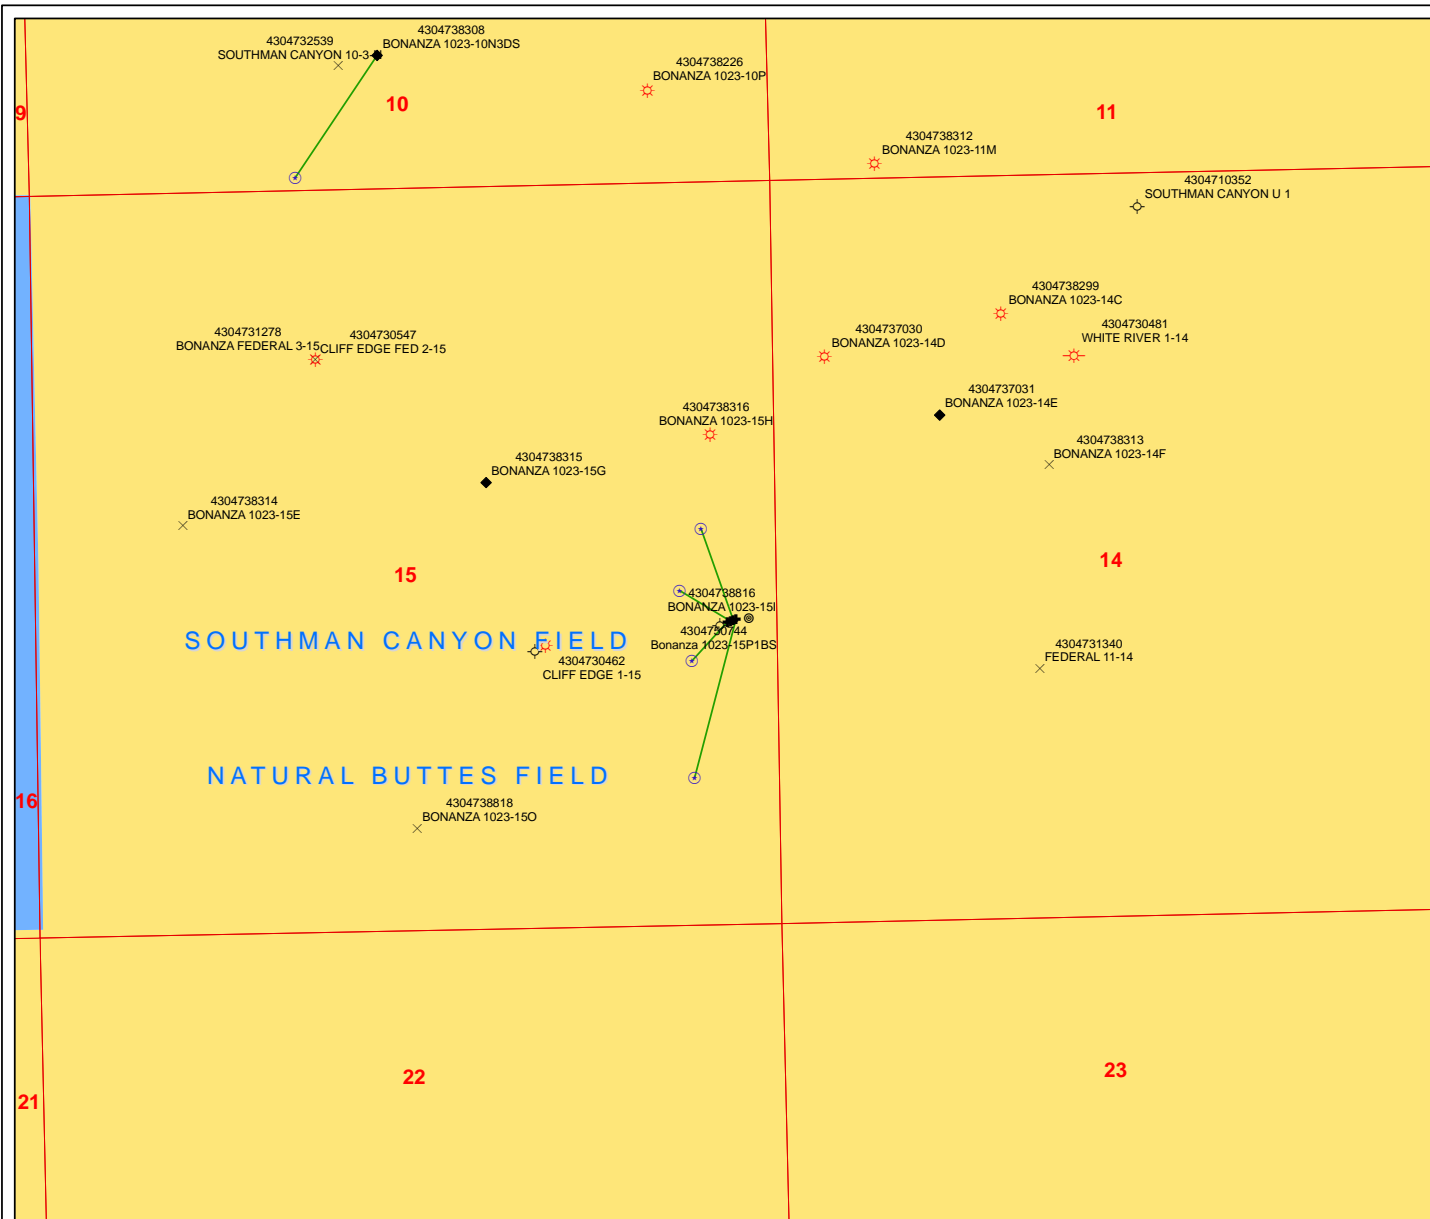 4304732539
SOUTHMAN CANYON 10-3-
4304738308
BONANZA 1023-10N3DS
4304738226
BONANZA 1023-10P
9
10
11
4304738312
BONANZA 1023-11M
4304710352
SOUTHMAN CANYON U 1
4304738299
BONANZA 1023-14C
4304731278
BONANZA FEDERAL 3-15
4304730547
CLIFF EDGE FED 2-15
4304737030
BONANZA 1023-14D
4304730481
WHITE RIVER 1-14
4304737031
BONANZA 1023-14E
4304738316
BONANZA 1023-15H
4304738313
BONANZA 1023-14F
4304738315
BONANZA 1023-15G
4304738314
BONANZA 1023-15E
15
14
4304738816
BONANZA 1023-15I
SOUTHMAN CANYON FIELD
4304750744
Bonanza 1023-15P1BS
4304730462
CLIFF EDGE 1-15
4304731340
FEDERAL 11-14
NATURAL BUTTES FIELD
16
4304738818
BONANZA 1023-15O
22
23
21